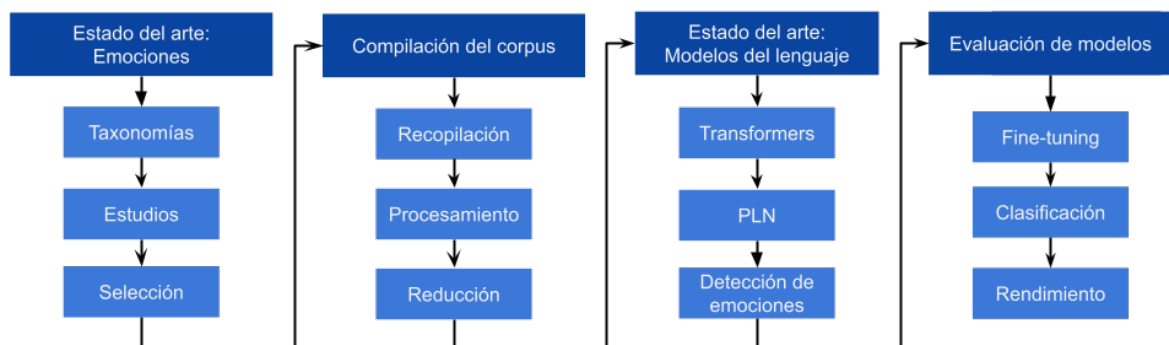 Estado del arte:
Emociones
Taxonomías
Estudios
Selección
Compilación del corpus
Recopilación
Procesamiento
Reducción
Estado del arte:
Modelos del lenguaje
Transformers
PLN
Detección de
emociones
Evaluación de modelos
Fine-tuning
Clasificación
Rendimiento